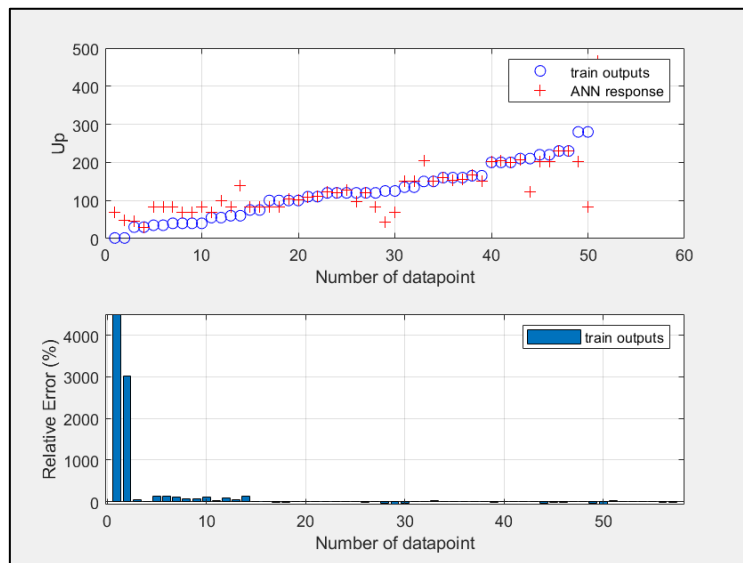 500
400
300
200
100
0
Up
train outputs
ANN response
0 10 20 30 40 50 60
Number of datapoint
4000
3000
1000
0
Relative Error (%)
train outputs
0 10 20 30 40 50
Number of datapoint